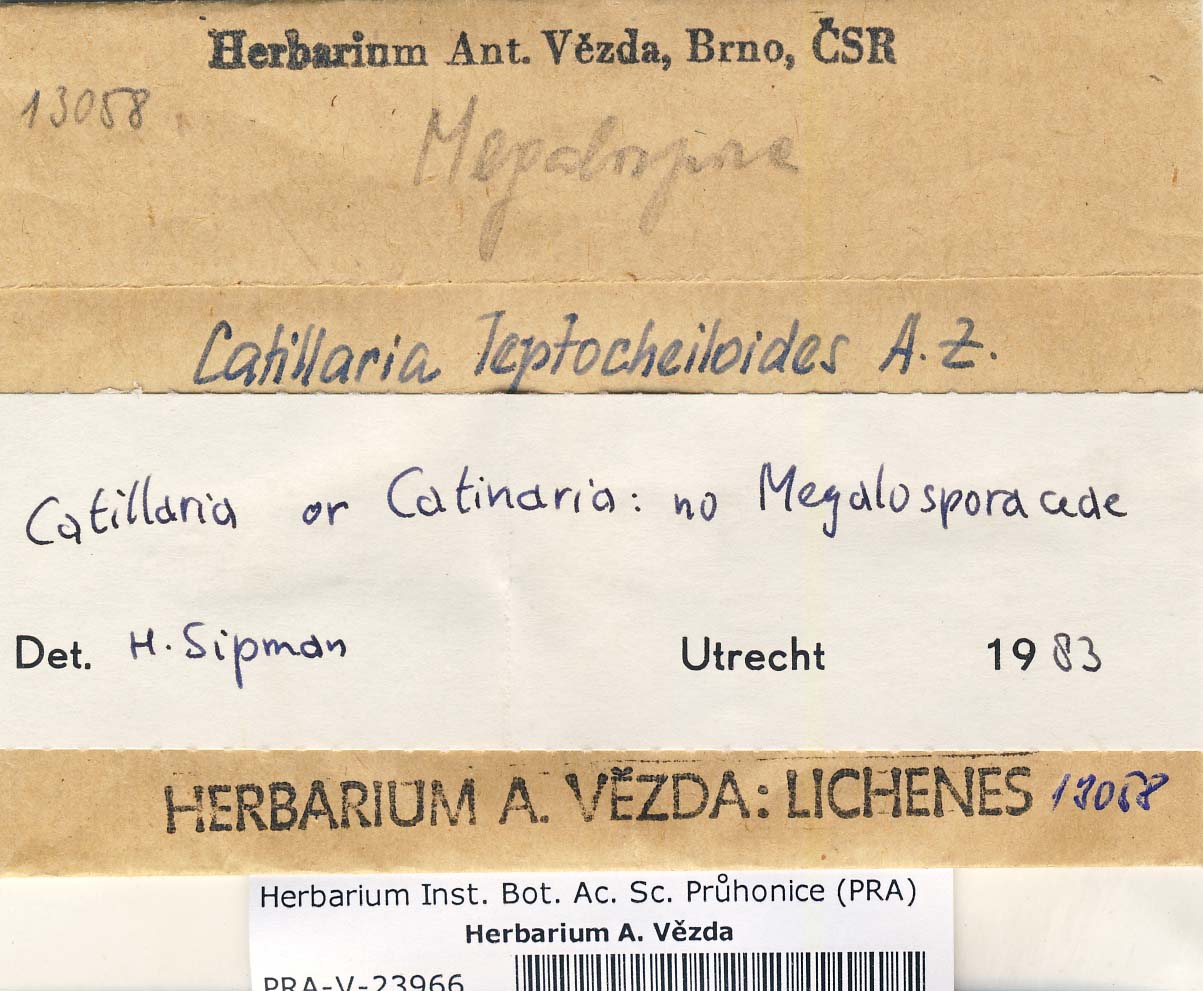 Herbarium Ant. Vězda, Brno, ČSR
13058
Megalospora
Catillaria leptocheiloides A.Z.
Catillaria or Catinaria: no Megalosporaceae
Det. H. Sipman Utrecht 1983
HERBARIUM A. VĚZDA: LICHENES 13058
Herbarium Inst. Bot. Ac. Sc. Průhonice (PRA)
Herbarium A. Vězda
PRA-V-23966